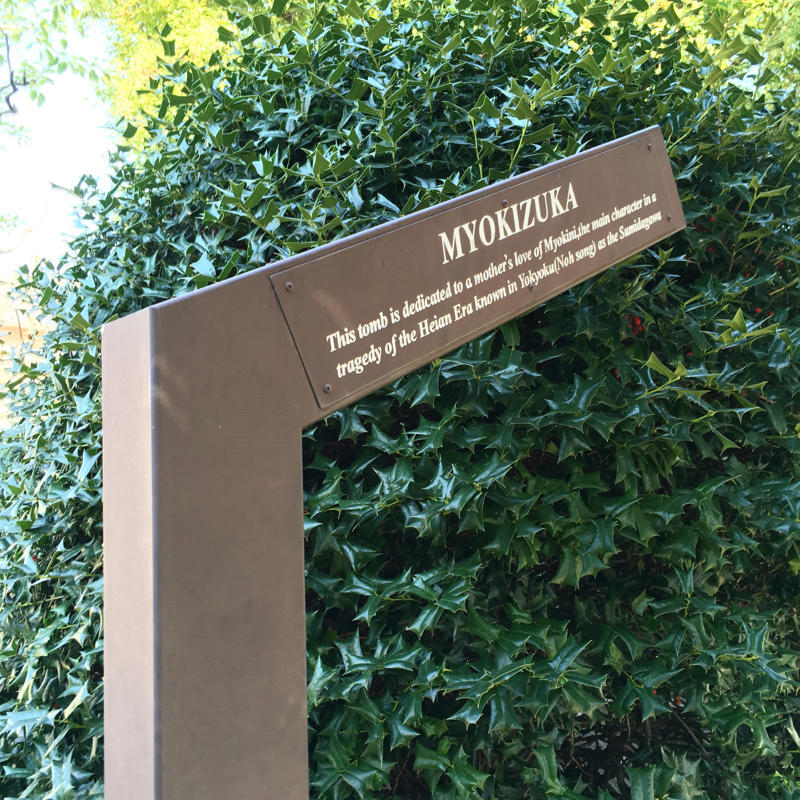 MYOKIZUKA
This tomb is dedicated to a mother's love of Myokini,the main character in a
tragedy of the Heian Era known in Yokyoku(Noh song) as the Sumidagawa